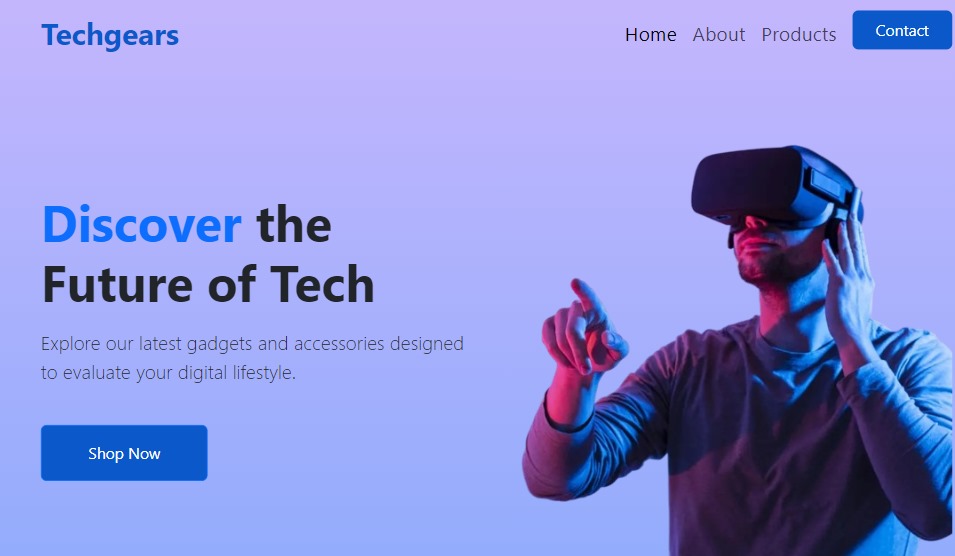 Techgears
Home About Products Contact
Discover the
Future of Tech
Explore our latest gadgets and accessories designed
to evaluate your digital lifestyle.
Shop Now